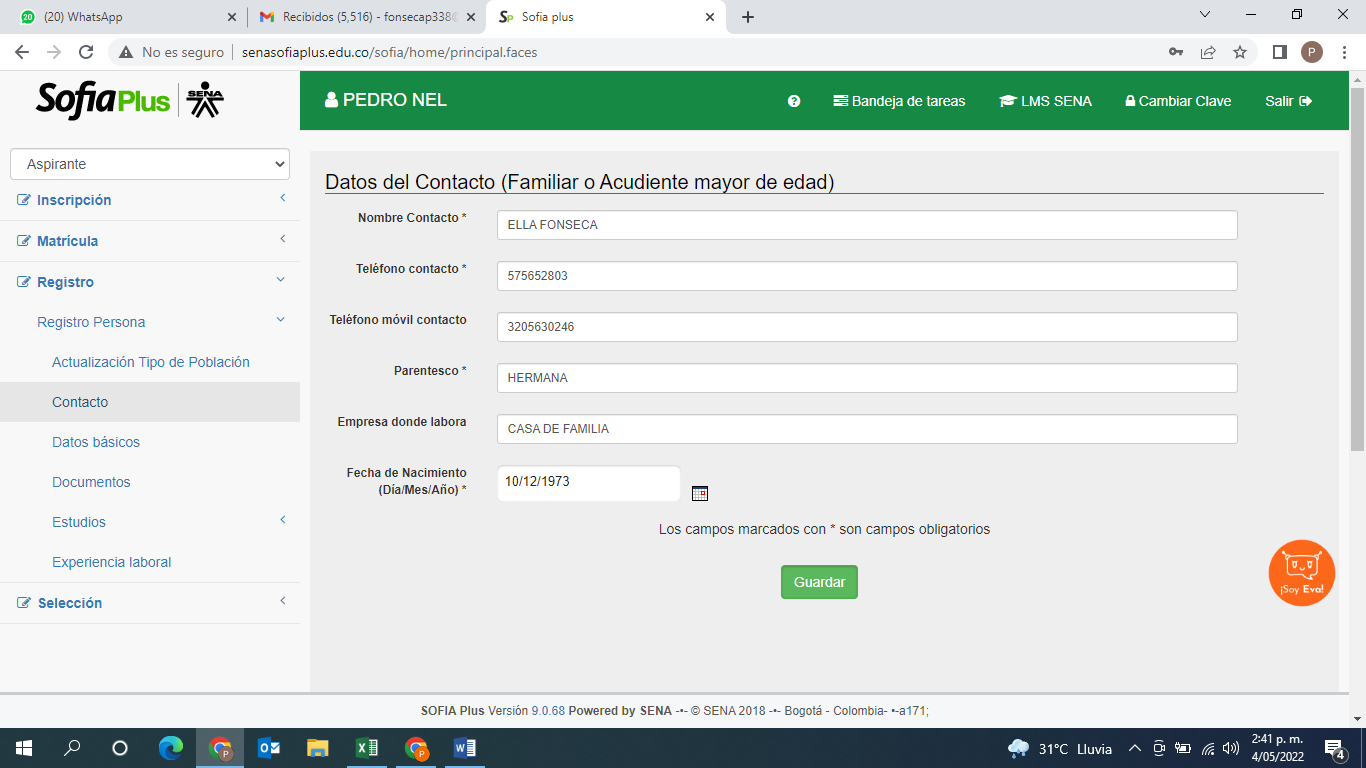 (20) WhatsApp
Recibidos (5,516) - fonsecap338@
Sofia plus
No es seguro
senasofiaplus.edu.co/sofia/home/principal.faces
Sofia Plus
SENA
PEDRO NEL
Bandeja de tareas
LMS SENA
Cambiar Clave
Salir
Aspirante
Inscripción
Matrícula
Registro
Registro Persona
Actualización Tipo de Población
Contacto
Datos básicos
Documentos
Estudios
Experiencia laboral
Selección
Datos del Contacto (Familiar o Acudiente mayor de edad)
Nombre Contacto *
ELLA FONSECA
Teléfono contacto *
575652803
Teléfono móvil contacto
3205630246
Parentesco *
HERMANA
Empresa donde labora
CASA DE FAMILIA
Fecha de Nacimiento
(Día/Mes/Año) *
10/12/1973
Los campos marcados con * son campos obligatorios
Guardar
¡Soy Eva!
SOFIA Plus Versión 9.0.68 Powered by SENA -•- © SENA 2018 -•- Bogotá - Colombia- •-a171;
31°C Lluvia
2:41 p. m.
4/05/2022
4